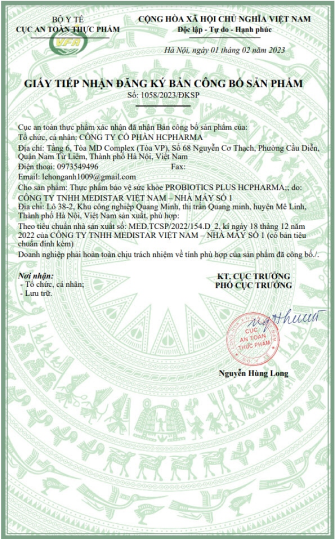 BỘ Y TẾ
CỤC AN TOÀN THỰC PHẨM
CỘNG HÒA XÃ HỘI CHỦ NGHĨA VIỆT NAM
Độc lập - Tự do - Hạnh phúc
Hà Nội, ngày 01 tháng 02 năm 2023
GIẤY TIẾP NHẬN ĐĂNG KÝ BẢN CÔNG BỐ SẢN PHẨM
Số: 1058/2023/ĐKSP
Cục an toàn thực phẩm xác nhận đã nhận Bản công bố sản phẩm của:
Tổ chức, cá nhân: CÔNG TY CỔ PHẦN HCPHARMA
Địa chỉ: Tầng 6, Tòa MD Complex (Tòa VP), Số 68 Nguyễn Cơ Thạch, Phường Cầu Diễn,
Quận Nam Từ Liêm, Thành phố Hà Nội, Việt Nam
Điện thoại: 0973549496 Fax:
Email: lehonganh1009@gmail.com
Cho sản phẩm: Thực phẩm bảo vệ sức khỏe PROBIOTICS PLUS HCPHARMA;; do:
CÔNG TY TNHH MEDISTAR VIỆT NAM – NHÀ MÁY SỐ 1
Địa chỉ: Lô 38-2, Khu công nghiệp Quang Minh, thị trấn Quang minh, huyện Mê Linh,
Thành phố Hà Nội, Việt Nam sản xuất, phù hợp:
Theo tiêu chuẩn nhà sản xuất số: MED.TCSP/2022/154.D_2, kí ngày 18 tháng 12 năm
2022 của CÔNG TY TNHH MEDISTAR VIỆT NAM – NHÀ MÁY SỐ 1 (có bản tiêu
chuẩn đính kèm)
Doanh nghiệp phải hoàn toàn chịu trách nhiệm về tính phù hợp của sản phẩm đã công bố./.
Nơi nhận:
- Tổ chức, cá nhân;
- Lưu trữ.
KT. CỤC TRƯỞNG
PHÓ CỤC TRƯỞNG
CỤC
AN TOÀN
THỰC PHẨM
Nguyễn Hùng Long